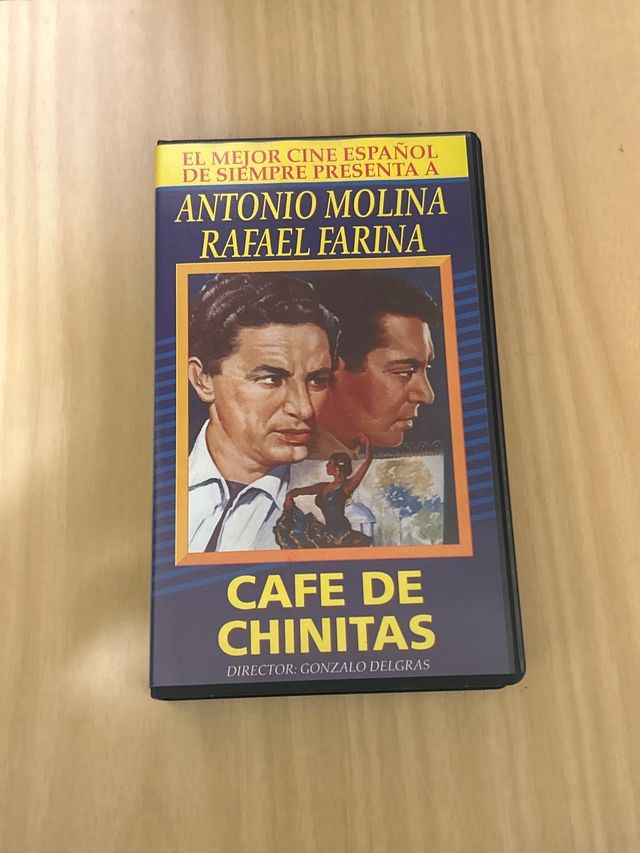 EL MEJOR CINE ESPAÑOL
DE SIEMPRE PRESENTA A
ANTONIO MOLINA
RAFAEL FARINA
CAFE DE
CHINITAS
DIRECTOR: GONZALO DELGRAS